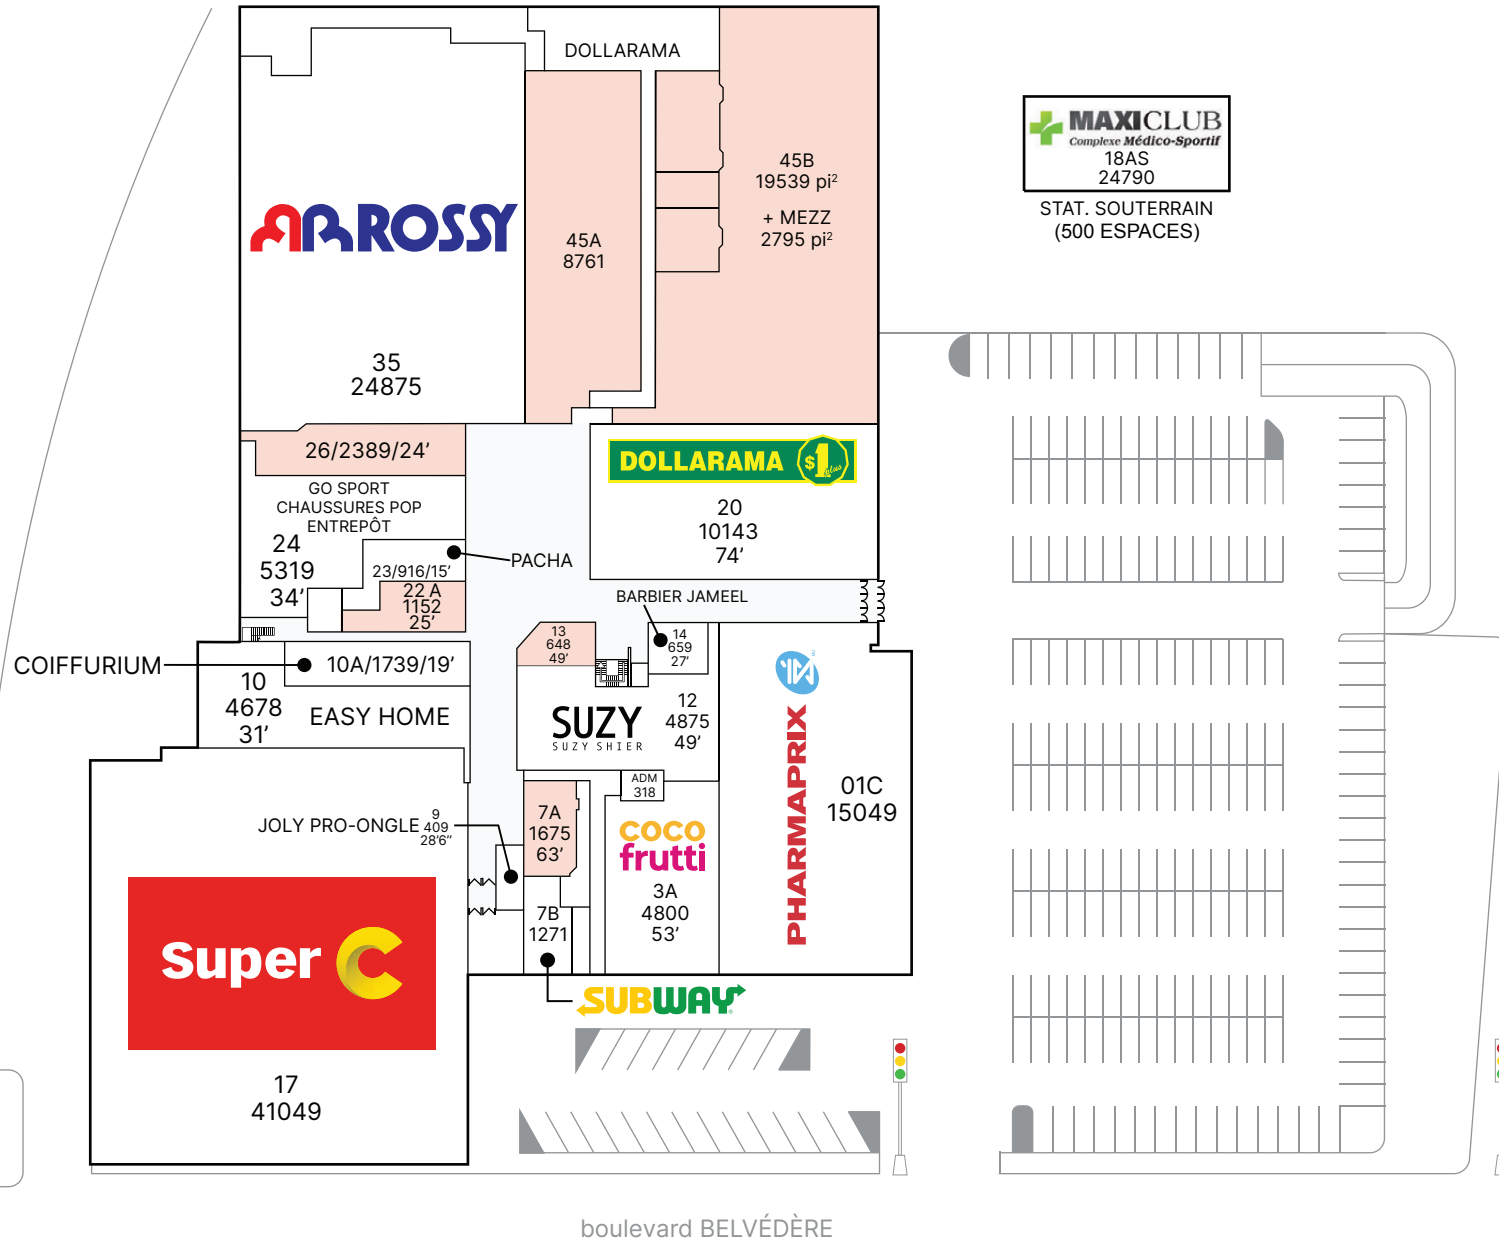 DOLLARAMA
ROSSY
35
24875
45A
8761
45B
19539 pi²
+ MEZZ
2795 pi²
MAXICLUB
Complexe Médico-Sportif
18AS
24790
STAT. SOUTERRAIN
(500 ESPACES)
26/2389/24’
GO SPORT
CHAUSSURES POP
ENTREPÔT
24
5319
34’
PACHA
23/916/15’
22 A
1152
25’
DOLLARAMA $1 plus
20
10143
74’
BARBIER JAMEEL
13
648
49’
14
659
27’
COIFFURIUM
10A/1739/19’
10
4678
31’
EASY HOME
SUZY
SUZY SHIER
12
4875
49’
ADM
318
PHARMAPRIX
01C
15049
JOLY PRO-ONGLE
9
409
28’6’’
7A
1675
63’
coco
frutti
3A
4800
53’
7B
1271
SUBWAY
Super C
17
41049
boulevard BELVÉDÈRE